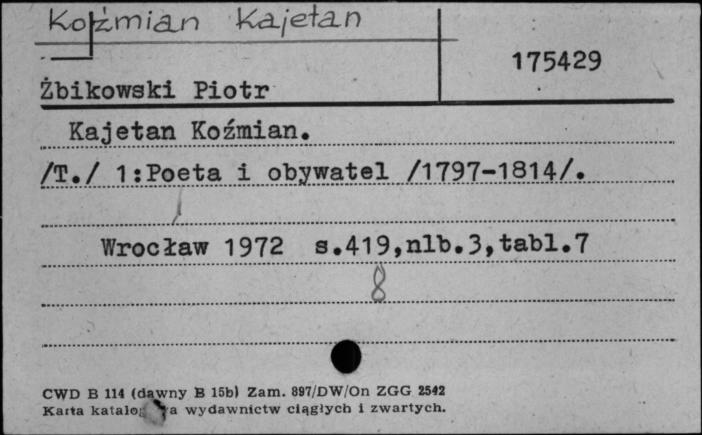 Koźmian Kajetan
175429
Żbikowski Piotr
Kajetan Koźmian.
/T./ 1:Poeta i obywatel /1797-1814/.
Wrocław 1972 s.419,nlb.3,tabl.7
8
CWD B 114 (dawny B 15b) Zam. 897/DW/On ZGG 2542
Karta wydawnictw ciągłych i zwartych.